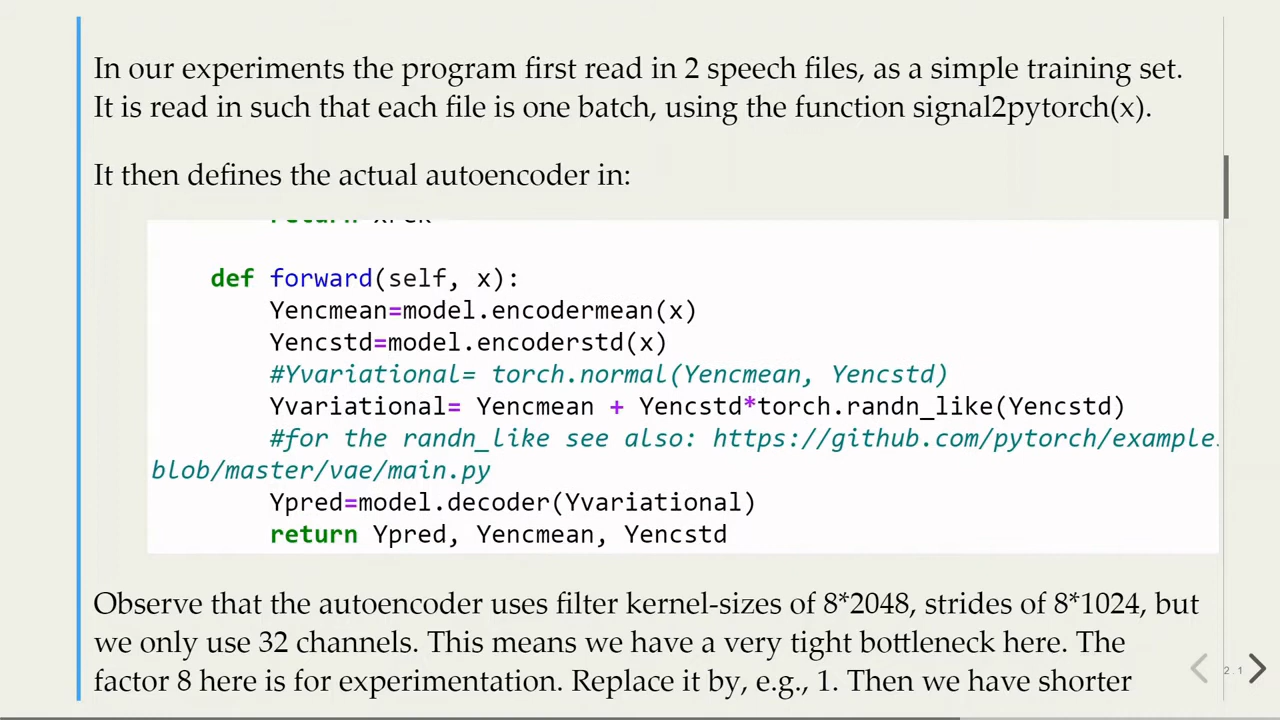 In our experiments the program first read in 2 speech files, as a simple training set.
It is read in such that each file is one batch, using the function signal2pytorch(x).
It then defines the actual autoencoder in:
def forward(self, x):
Yencmean=model.encodermean(x)
Yencstd=model.encoderstd(x)
#Yvariational= torch.normal(Yencmean, Yencstd)
Yvariational= Yencmean + Yencstd*torch.randn_like(Yencstd)
#for the randn_like see also: https://github.com/pytorch/example
blob/master/vae/main.py
Ypred=model.decoder(Yvariational)
return Ypred, Yencmean, Yencstd
Observe that the autoencoder uses filter kernel-sizes of 8*2048, strides of 8*1024, but
we only use 32 channels. This means we have a very tight bottleneck here. The
factor 8 here is for experimentation. Replace it by, e.g., 1. Then we have shorter
2.1